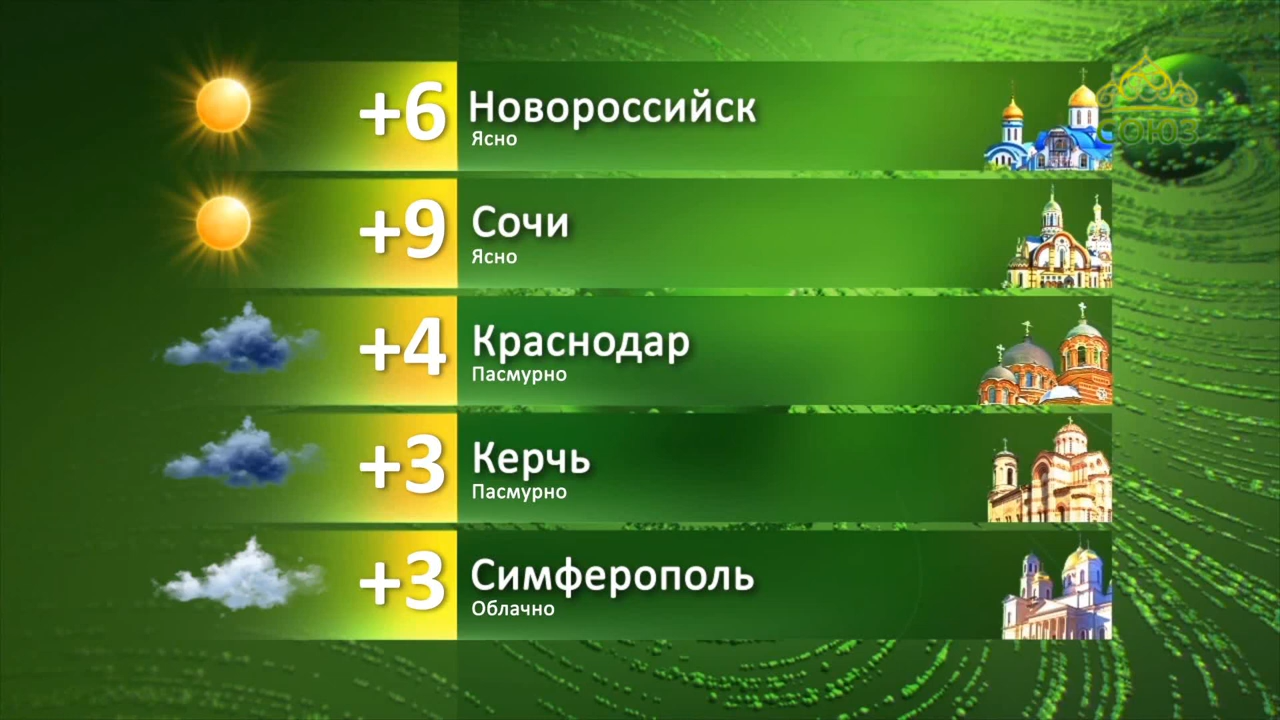 +6 Новороссийск
Ясно
+9 Сочи
Ясно
+4 Краснодар
Пасмурно
+3 Керчь
Пасмурно
+3 Симферополь
Облачно
СОЮЗ